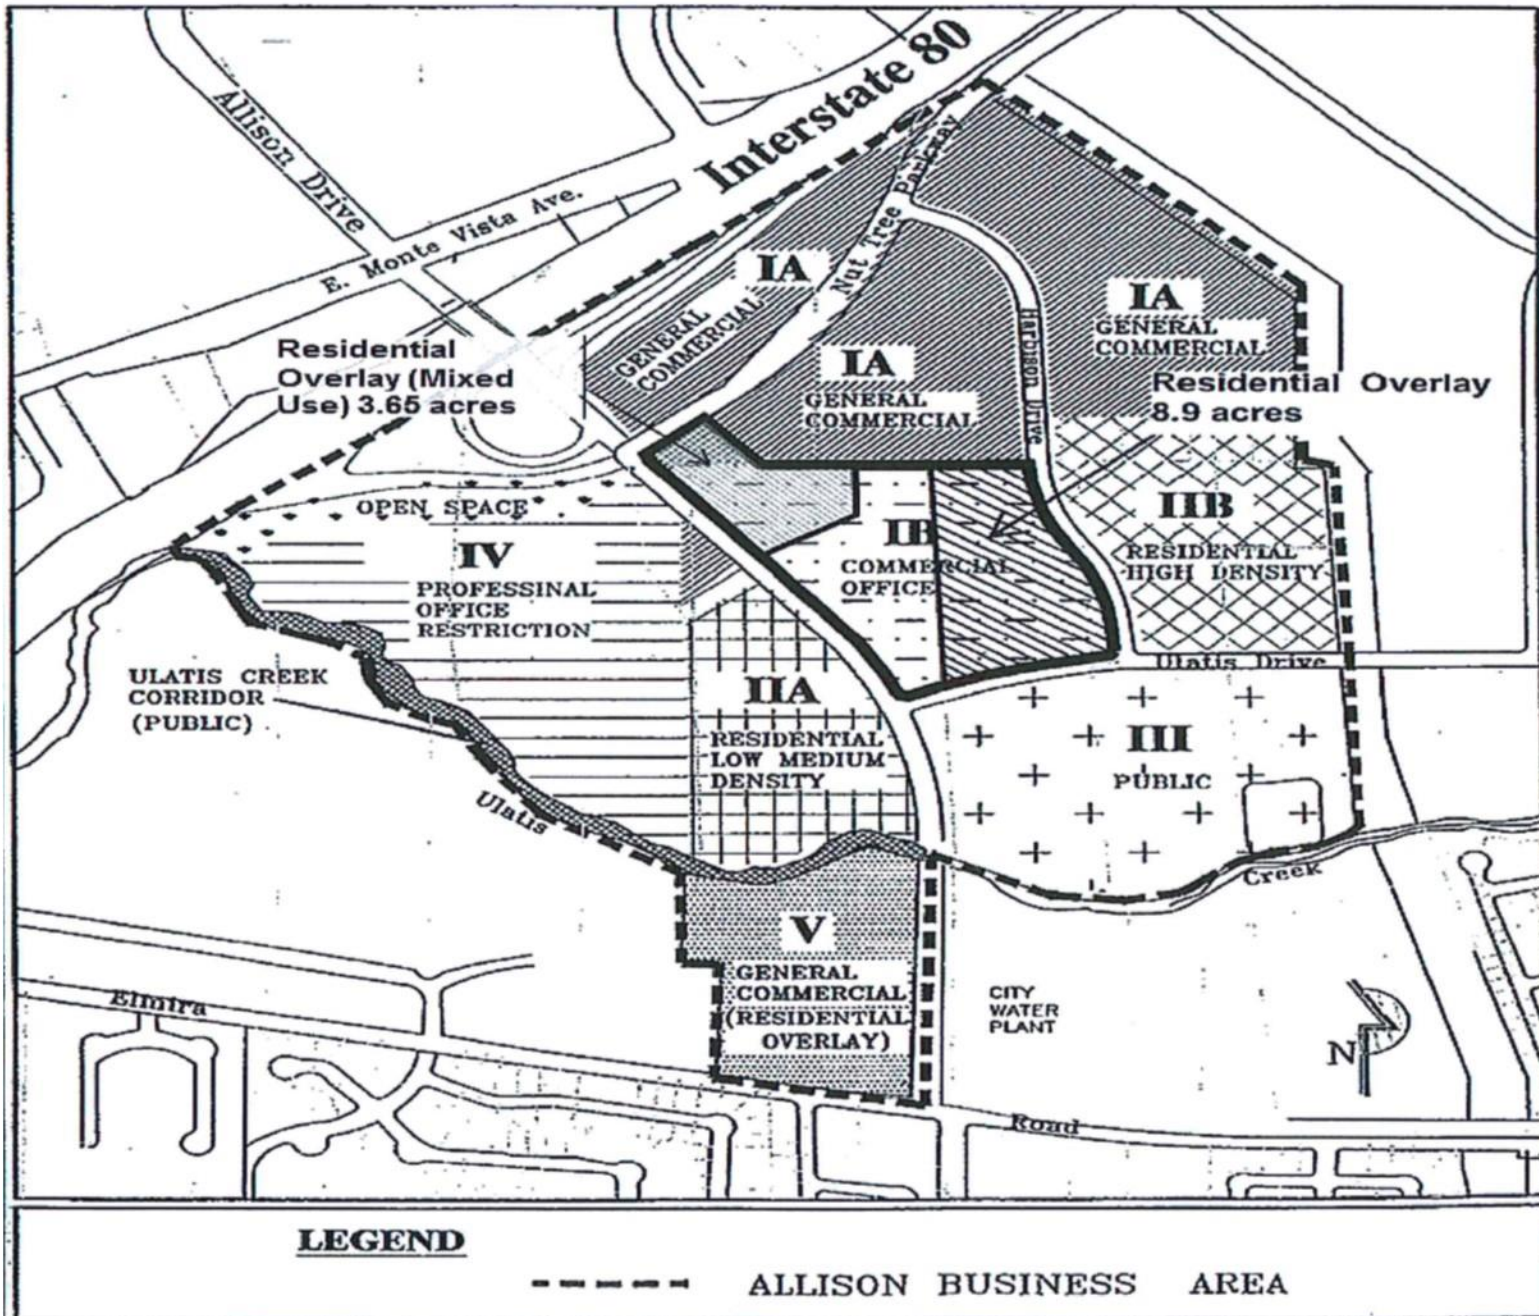 Interstate 80
Allison Drive
E. Monte Vista Ave.
Nut Tree Parkway
IA
GENERAL
COMMERCIAL
IA
GENERAL
COMMERCIAL
IA
GENERAL
COMMERCIAL
Harbison Drive
Residential
Overlay (Mixed
Use) 3.65 acres
Residential Overlay
8.9 acres
OPEN SPACE
IV
PROFESSINAL
OFFICE
RESTRICTION
IB
COMMERCIAL
OFFICE
IIB
RESIDENTIAL
HIGH DENSITY
Ulatis Drive
ULATIS CREEK
CORRIDOR
(PUBLIC)
IIA
RESIDENTIAL
LOW MEDIUM
DENSITY
III
PUBLIC
Ulatis
Creek
V
GENERAL
COMMERCIAL
(RESIDENTIAL
OVERLAY)
CITY
WATER
PLANT
N
Elmira
Road
LEGEND
ALLISON BUSINESS AREA